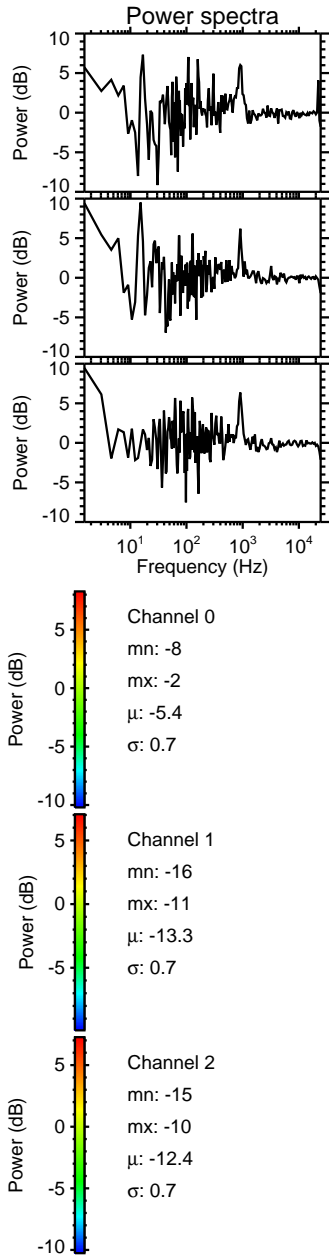 Power spectra
10
5
0
-5
-10
Power (dB)
10
5
0
-5
-10
Power (dB)
10
5
0
-5
-10
Power (dB)
10¹ 10² 10³ 10⁴
Frequency (Hz)
5
0
-5
-10
Power (dB)
Channel 0
mn: -8
mx: -2
μ: -5.4
σ: 0.7
5
0
-5
Power (dB)
Channel 1
mn: -16
mx: -11
μ: -13.3
σ: 0.7
5
0
-5
-10
Power (dB)
Channel 2
mn: -15
mx: -10
μ: -12.4
σ: 0.7